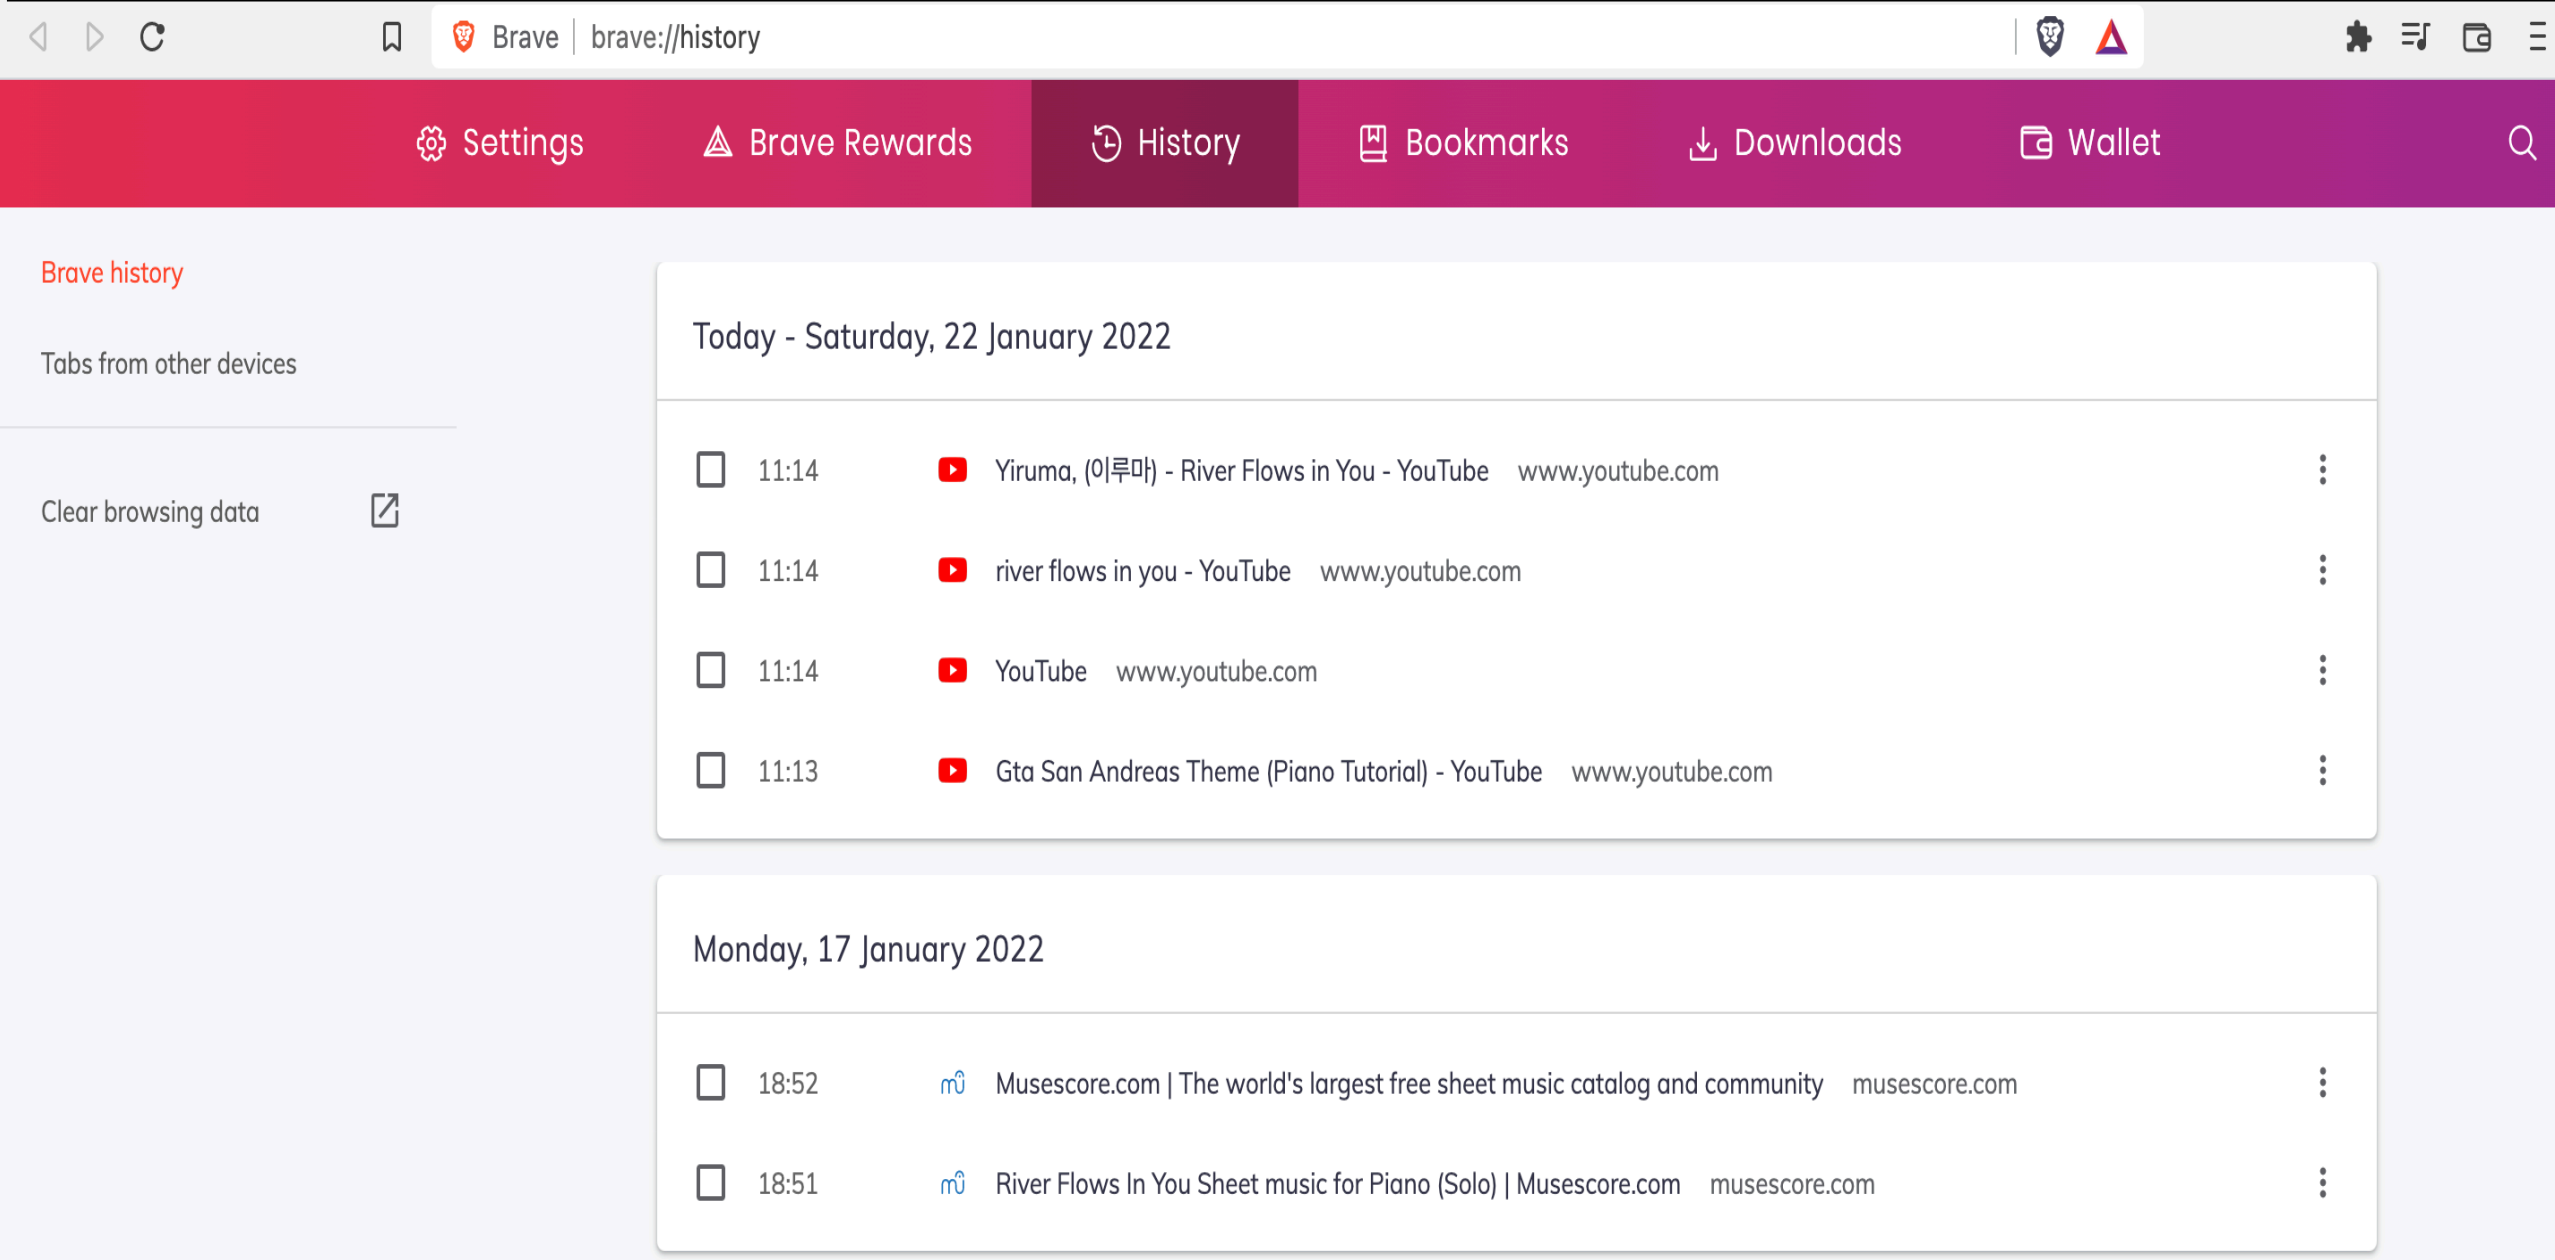 Brave | brave://history
Settings Brave Rewards History Bookmarks Downloads Wallet
Brave history
Tabs from other devices
Clear browsing data
Today - Saturday, 22 January 2022
11:14 Yiruma, (이루마) - River Flows in You - YouTube www.youtube.com
11:14 river flows in you - YouTube www.youtube.com
11:14 YouTube www.youtube.com
11:13 Gta San Andreas Theme (Piano Tutorial) - YouTube www.youtube.com
Monday, 17 January 2022
18:52 Musescore.com | The world's largest free sheet music catalog and community musescore.com
18:51 River Flows In You Sheet music for Piano (Solo) | Musescore.com musescore.com